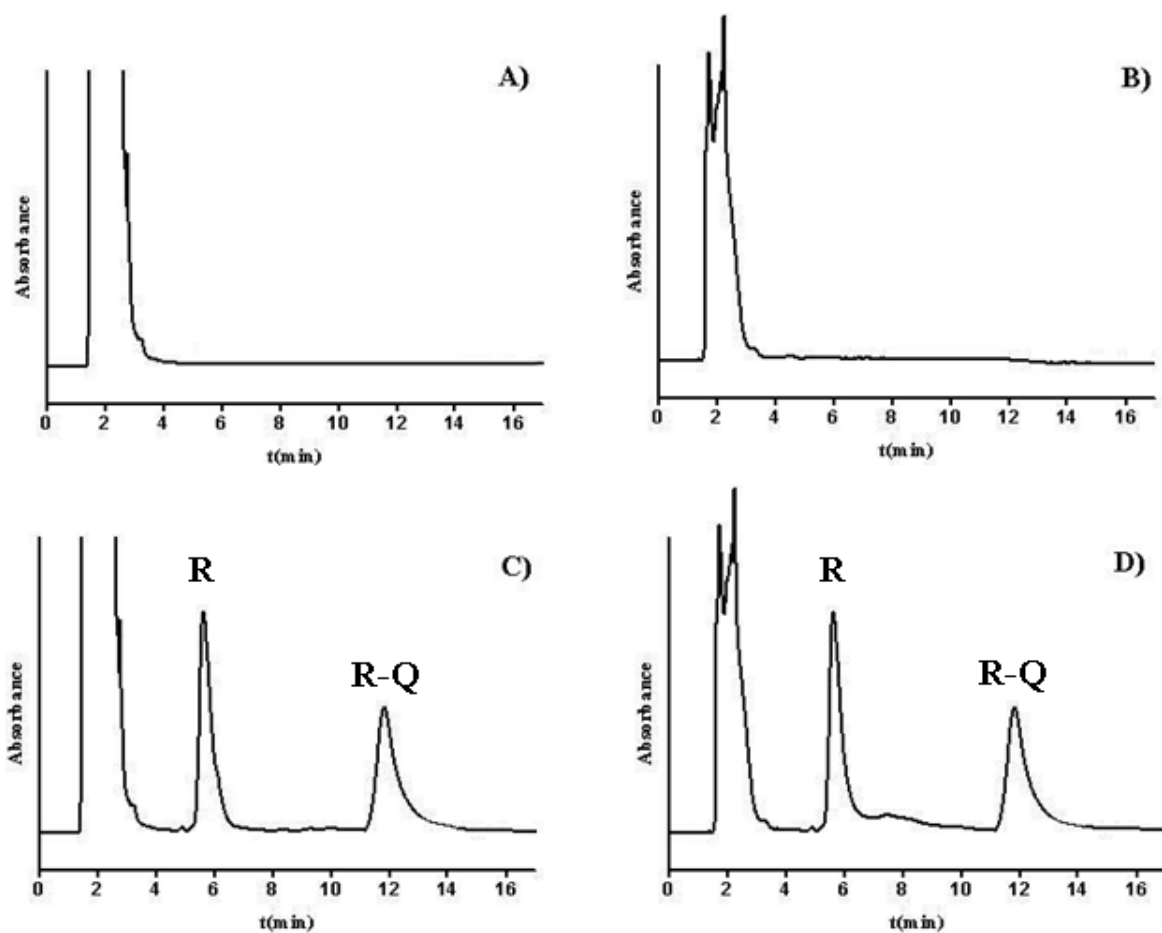 A)
Absorbance
0 2 4 6 8 10 12 14 16
t(min)
B)
Absorbance
0 2 4 6 8 10 12 14 16
t(min)
C)
R
R-Q
Absorbance
0 2 4 6 8 10 12 14 16
t(min)
D)
R
R-Q
Absorbance
0 2 4 6 8 10 12 14 16
t(min)